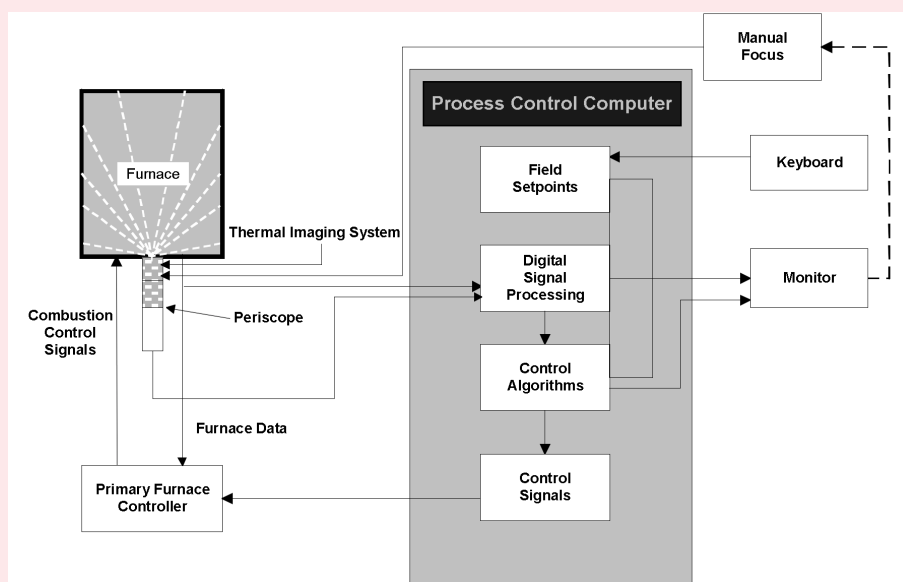 Manual
Focus
Process Control Computer
Furnace
Field
Setpoints
Keyboard
Thermal Imaging System
Digital
Signal
Processing
Monitor
Periscope
Combustion
Control
Signals
Control
Algorithms
Furnace Data
Primary Furnace
Controller
Control
Signals